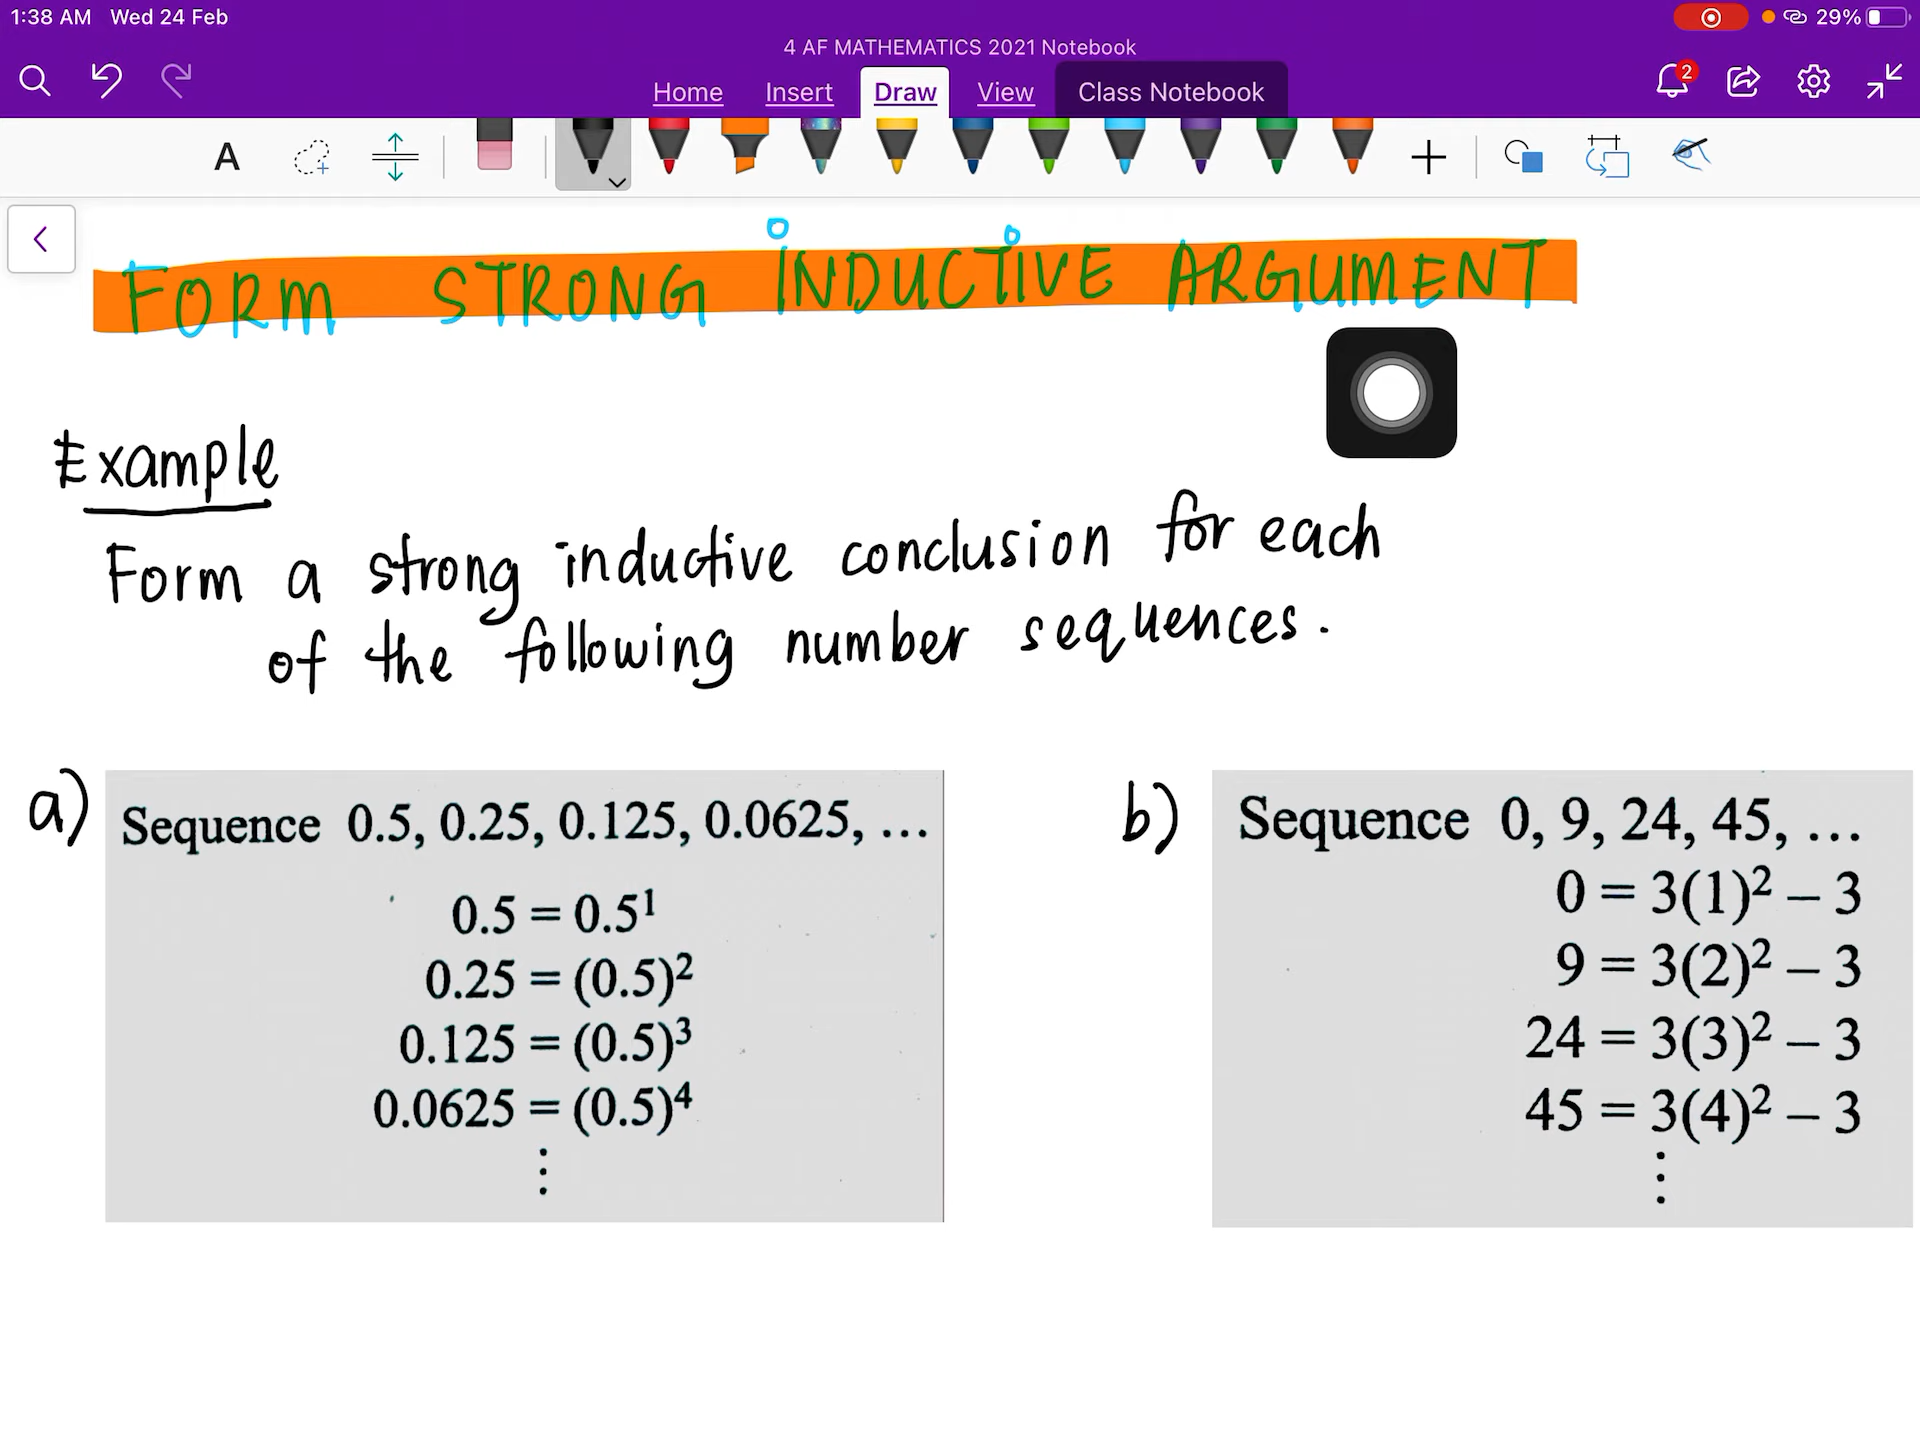 1:38 AM Wed 24 Feb
29%
4 AF MATHEMATICS 2021 Notebook
Home Insert Draw View Class Notebook
2
A
FORM STRONG INDUCTIVE ARGUMENT
Example
Form a strong inductive conclusion for each
of the following number sequences.
a)
Sequence 0.5, 0.25, 0.125, 0.0625, ...
0.5 = 0.5¹
0.25 = (0.5)²
0.125 = (0.5)³
0.0625 = (0.5)⁴
⋮
b)
Sequence 0, 9, 24, 45, ...
0 = 3(1)² – 3
9 = 3(2)² – 3
24 = 3(3)² – 3
45 = 3(4)² – 3
⋮